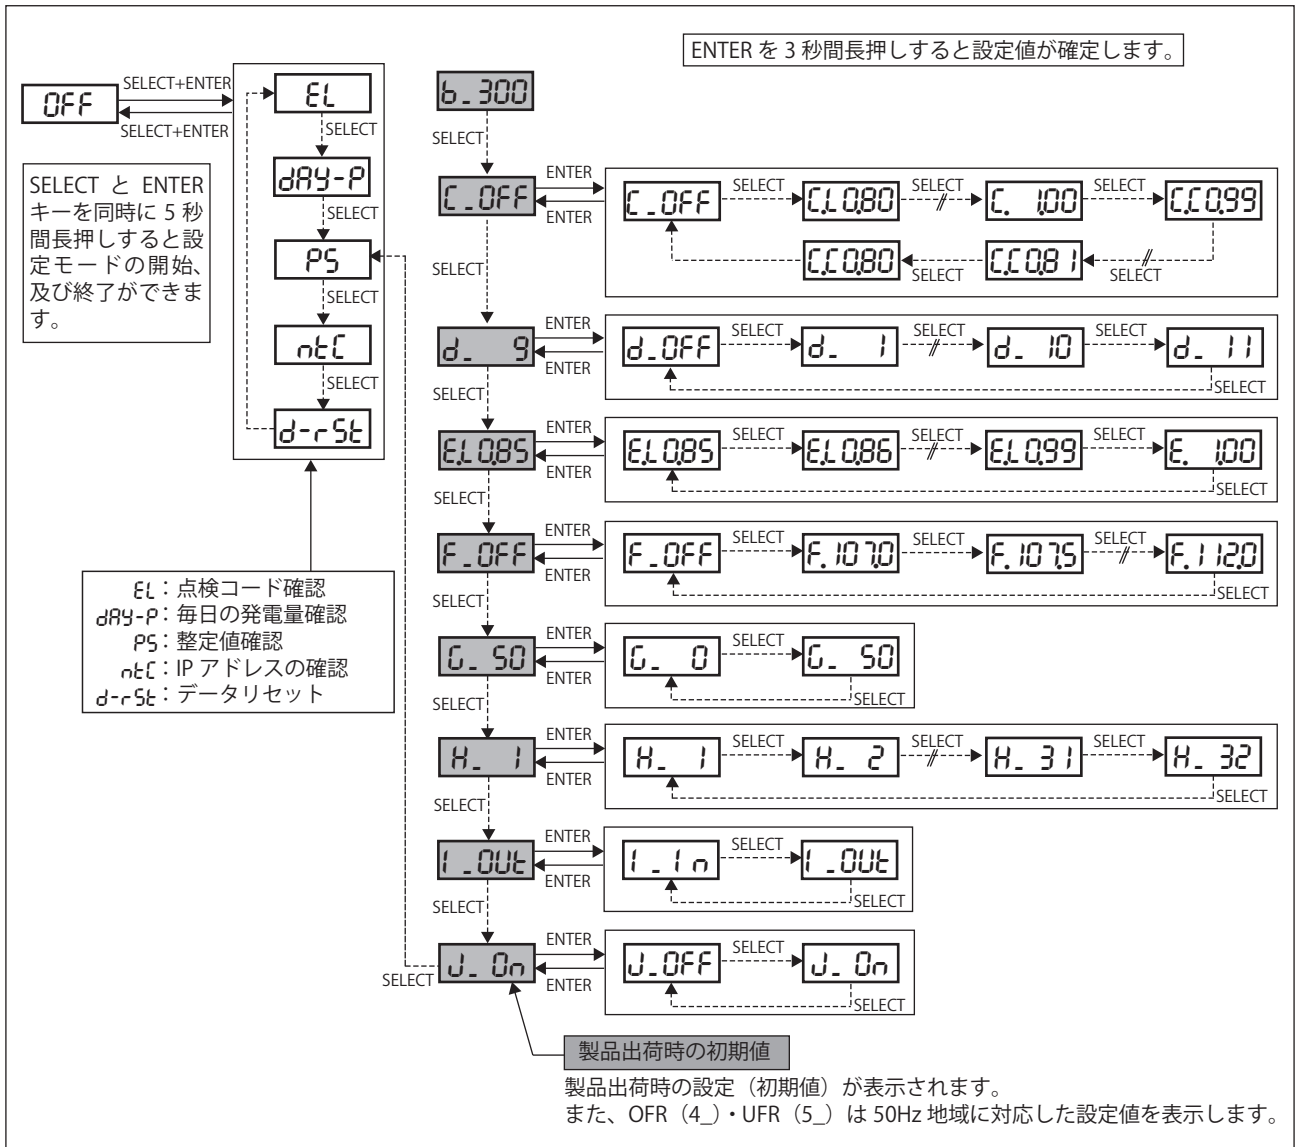 ENTER を 3 秒間長押しすると設定値が確定します。
OFF
SELECT+ENTER
SELECT+ENTER
SELECT と ENTER
キーを同時に 5 秒
間長押しすると設
定モードの開始、
及び終了ができま
す。
EL
SELECT
dAY-P
SELECT
PS
SELECT
ntC
SELECT
d-rSt
EL：点検コード確認
dAY-P：毎日の発電量確認
PS：整定値確認
ntC：IP アドレスの確認
d-rSt：データリセット
b_300
SELECT
C_OFF
ENTER
ENTER
C_OFF
SELECT
C.L0.80
SELECT
C. 1.00
SELECT
C.C0.99
SELECT
C.C0.81
SELECT
C.C0.80
SELECT
d_ 9
ENTER
ENTER
d_OFF
SELECT
d_ 1
SELECT
d_ 10
SELECT
d_ 11
SELECT
SELECT
E.L0.85
ENTER
ENTER
E.L0.85
SELECT
E.L0.86
SELECT
E.L0.99
SELECT
E. 1.00
SELECT
SELECT
F_OFF
ENTER
ENTER
F_OFF
SELECT
F.107.0
SELECT
F.107.5
SELECT
F.112.0
SELECT
SELECT
G_ 50
ENTER
ENTER
G_ 0
SELECT
G_ 50
SELECT
SELECT
H_ 1
ENTER
ENTER
H_ 1
SELECT
H_ 2
SELECT
H_ 31
SELECT
H_ 32
SELECT
SELECT
I_OUt
ENTER
ENTER
I_In
SELECT
I_OUt
SELECT
SELECT
J_ On
SELECT
ENTER
ENTER
J_OFF
SELECT
J_ On
SELECT
製品出荷時の初期値
製品出荷時の設定（初期値）が表示されます。
また、OFR（4_）・UFR（5_）は 50Hz 地域に対応した設定値を表示します。